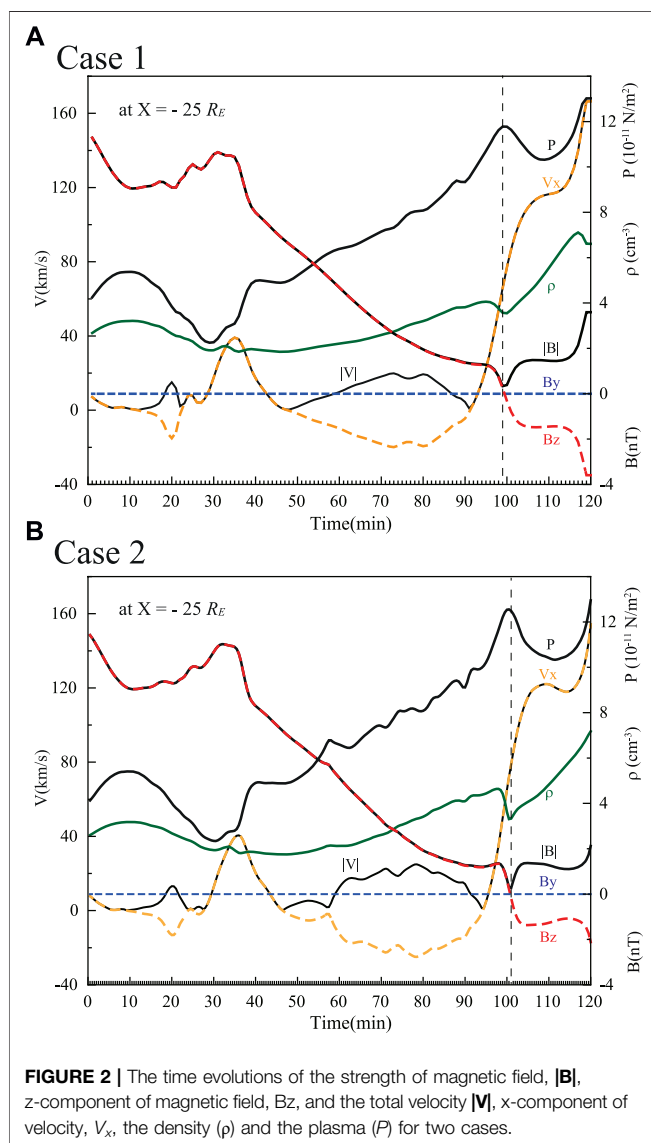 A
Case 1
at X = - 25 RE
160
120
80
40
0
-40
V(km/s)
12
8
4
0
-4
P (10⁻¹¹ N/m²)
ρ (cm⁻³)
B(nT)
P
Vx
ρ
|B|
|V|
By
Bz
0 10 20 30 40 50 60 70 80 90 100 110 120
Time(min)
B
Case 2
at X = - 25 RE
160
120
80
40
0
-40
V(km/s)
12
8
4
0
-4
P (10⁻¹¹ N/m²)
ρ (cm⁻³)
B(nT)
P
Vx
ρ
|B|
|V|
By
Bz
0 10 20 30 40 50 60 70 80 90 100 110 120
Time(min)
FIGURE 2 | The time evolutions of the strength of magnetic field, |B|,
z-component of magnetic field, Bz, and the total velocity |V|, x-component of
velocity, Vx, the density (ρ) and the plasma (P) for two cases.